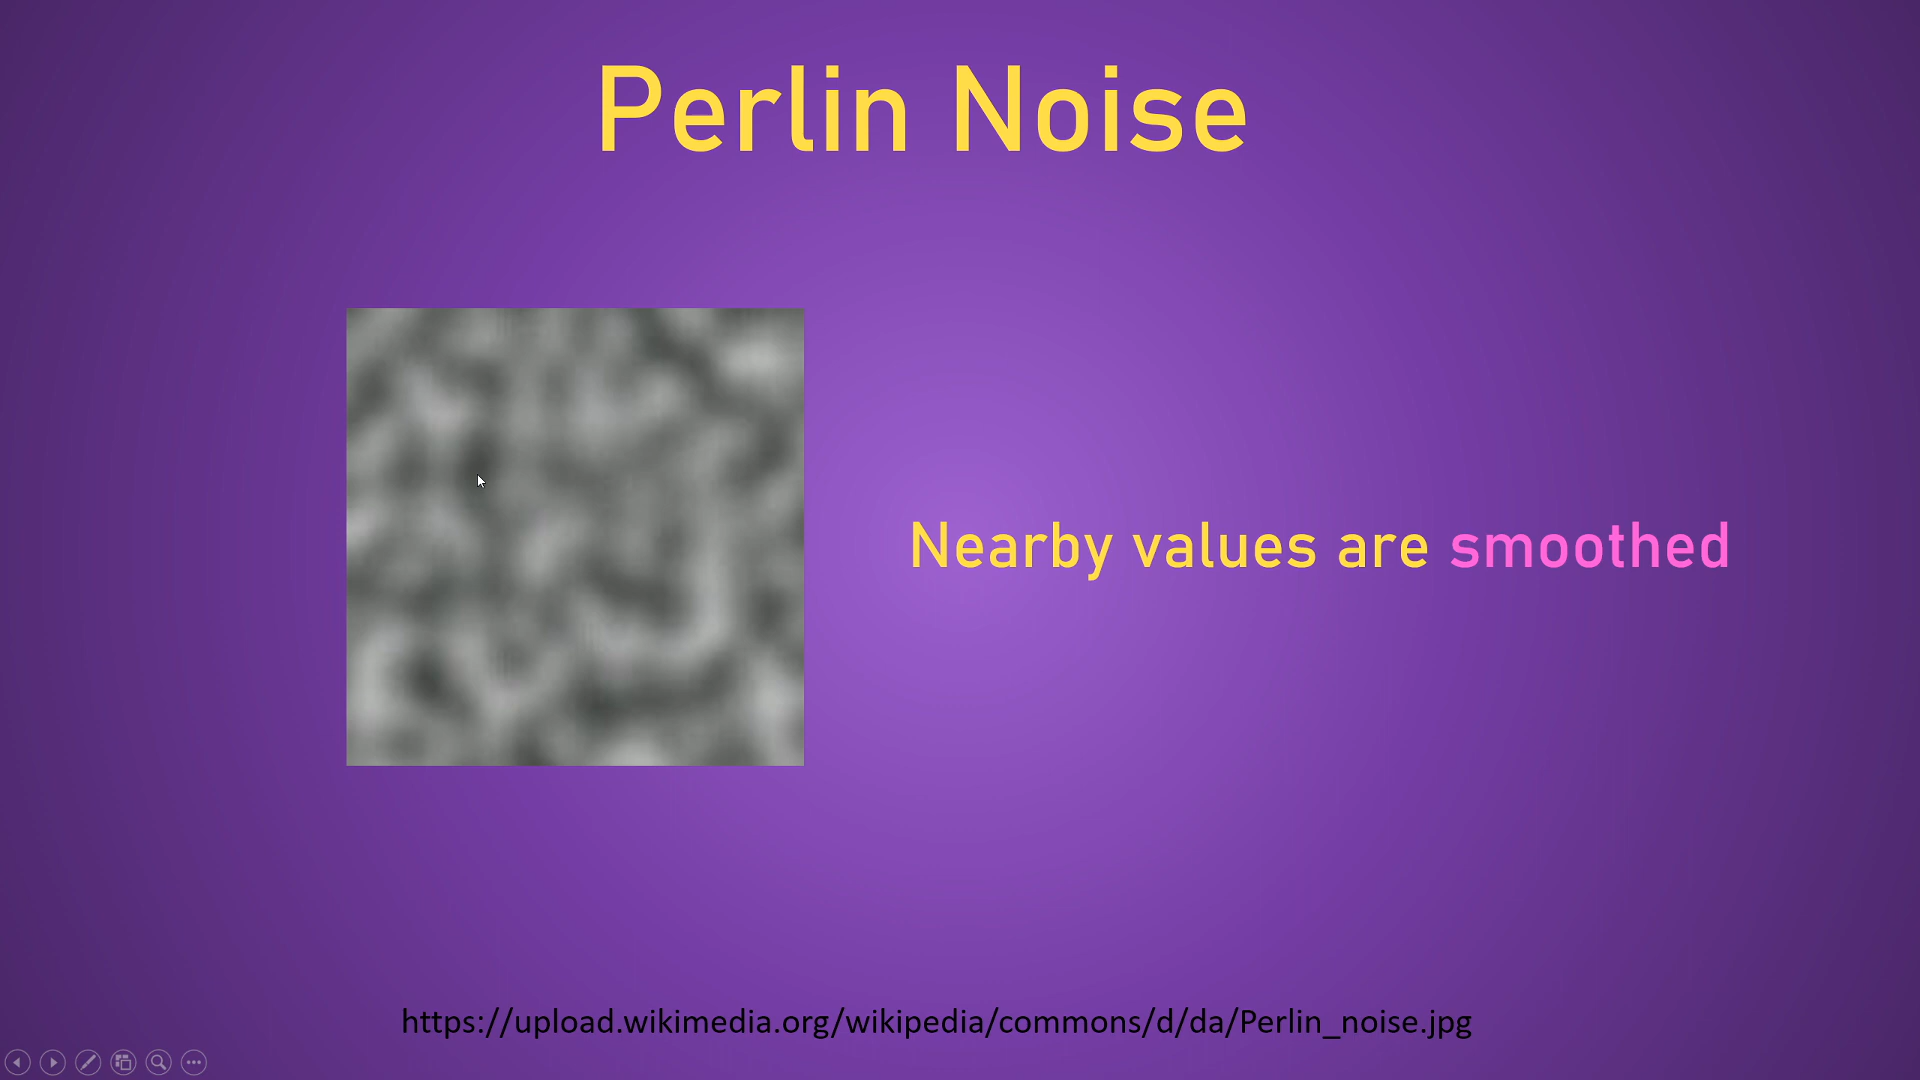 Perlin Noise
Nearby values are smoothed
https://upload.wikimedia.org/wikipedia/commons/d/da/Perlin_noise.jpg